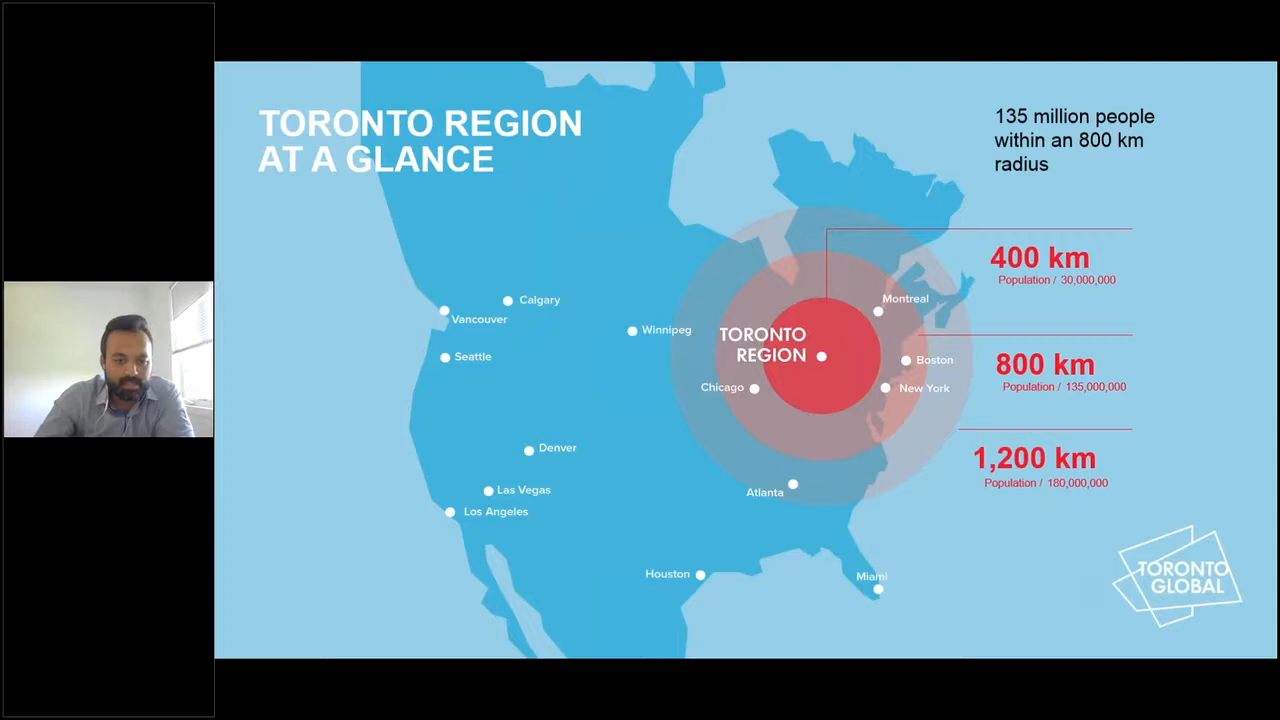 TORONTO REGION
AT A GLANCE
135 million people
within an 800 km
radius
400 km
Population / 30,000,000
800 km
Population / 135,000,000
1,200 km
Population / 180,000,000
Calgary
Vancouver
Seattle
Winnipeg
Montreal
TORONTO
REGION
Boston
Chicago
New York
Denver
Las Vegas
Los Angeles
Atlanta
Houston
Miami
TORONTO
GLOBAL